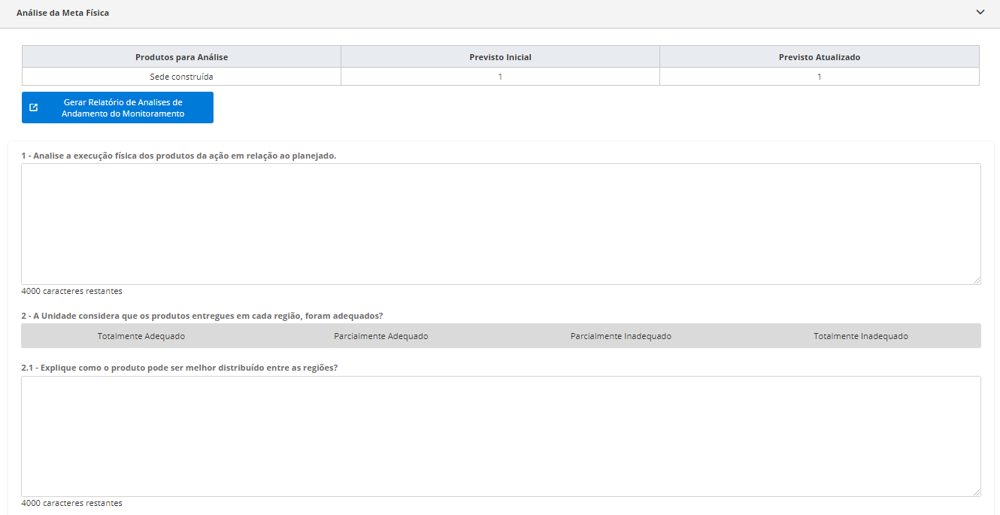 Análise da Meta Física
Produtos para Análise Previsto Inicial Previsto Atualizado
Sede construída 1 1
Gerar Relatório de Analises de
Andamento do Monitoramento
1 - Analise a execução física dos produtos da ação em relação ao planejado.
4000 caracteres restantes
2 - A Unidade considera que os produtos entregues em cada região, foram adequados?
Totalmente Adequado Parcialmente Adequado Parcialmente Inadequado Totalmente Inadequado
2.1 - Explique como o produto pode ser melhor distribuído entre as regiões?
4000 caracteres restantes